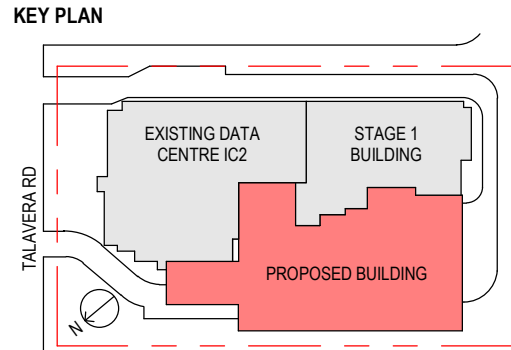 KEY PLAN
EXISTING DATA
CENTRE IC2
STAGE 1
BUILDING
TALAVERA RD
PROPOSED BUILDING
N